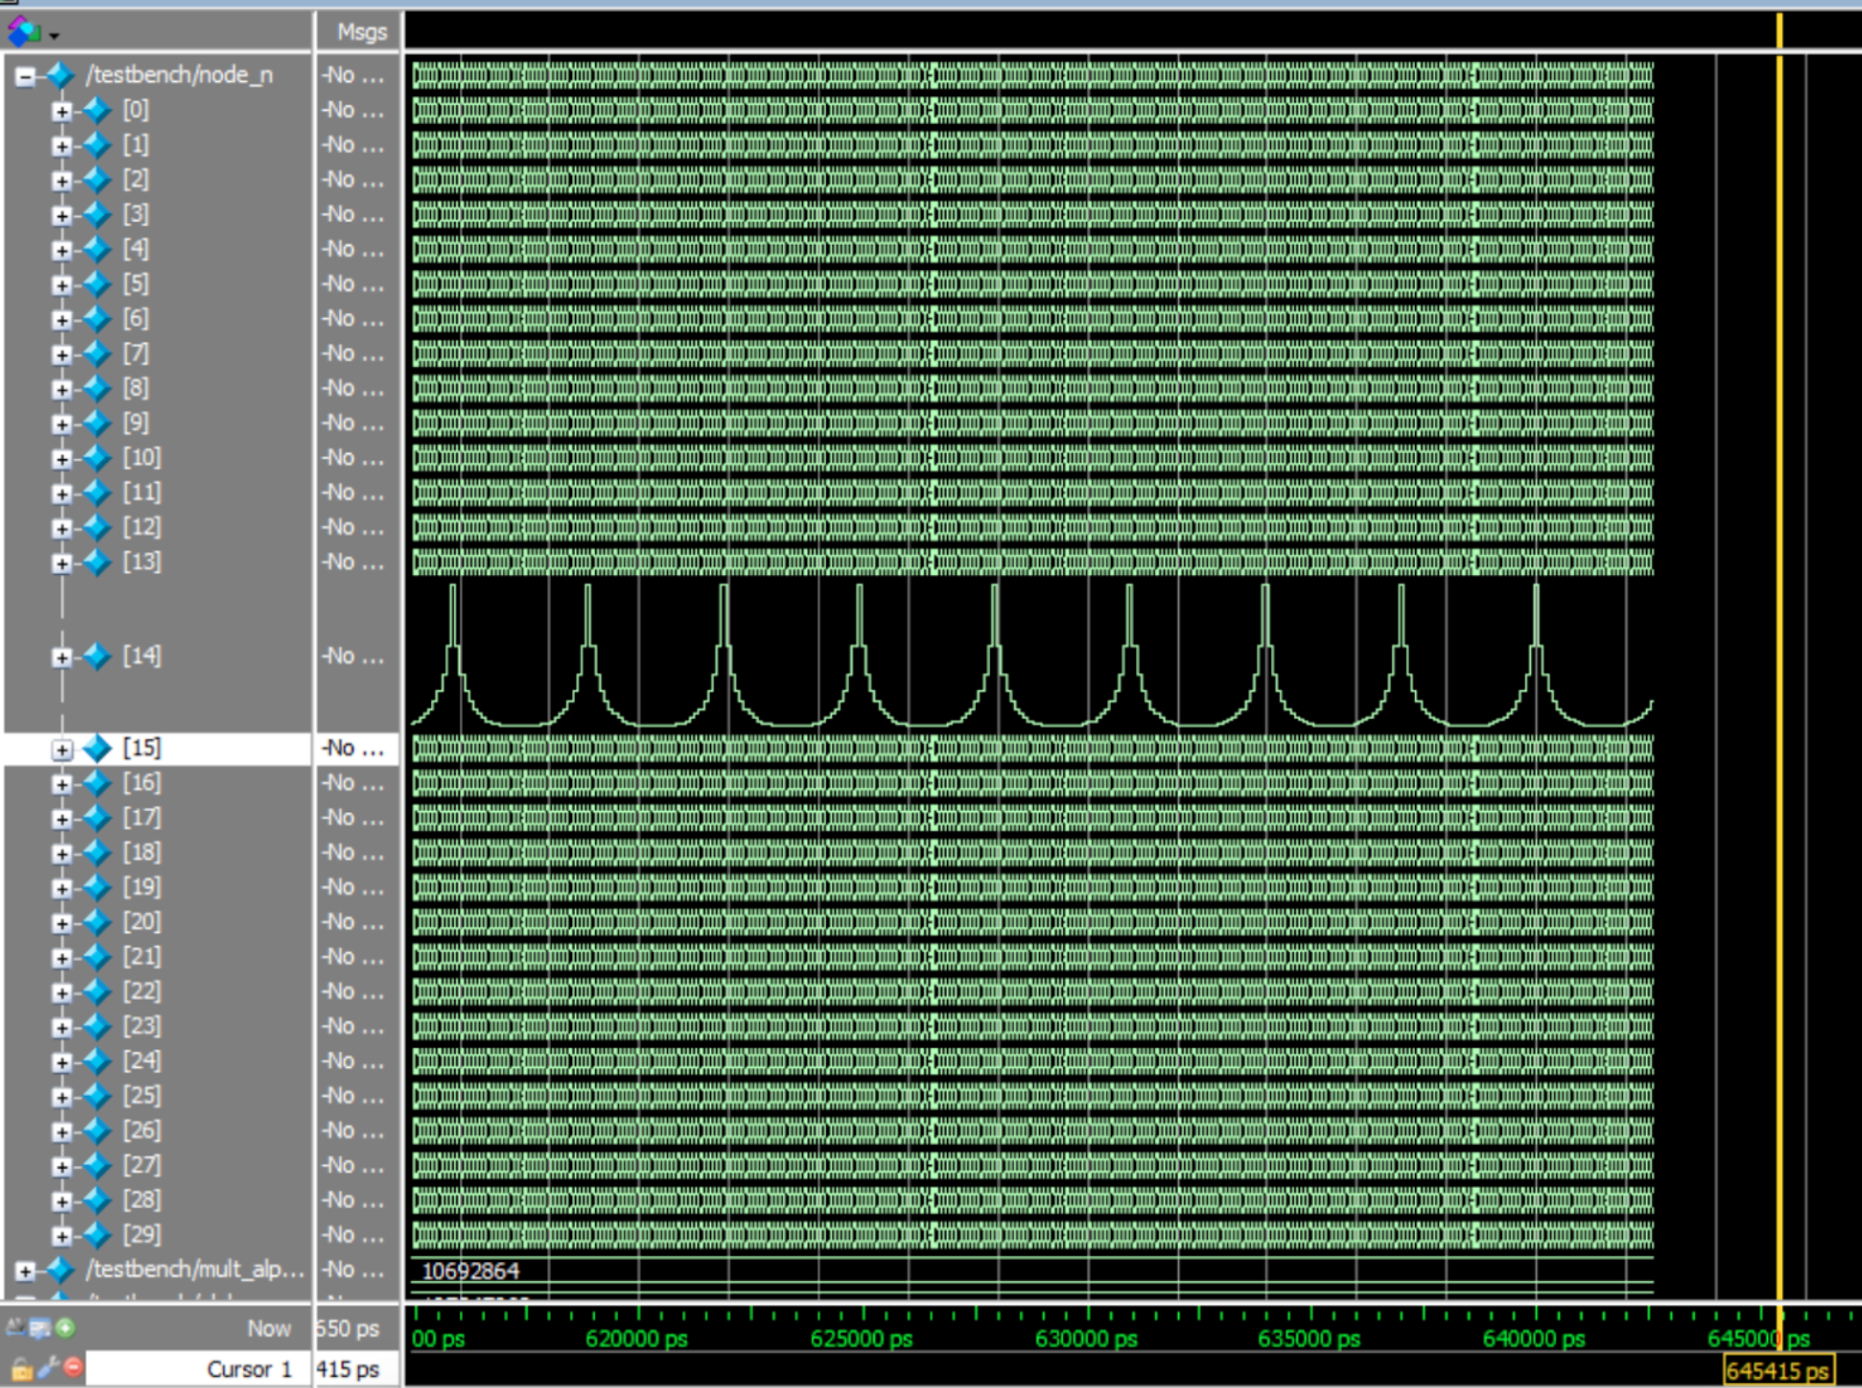 Msgs
/testbench/node_n -No ...
[0] -No ...
[1] -No ...
[2] -No ...
[3] -No ...
[4] -No ...
[5] -No ...
[6] -No ...
[7] -No ...
[8] -No ...
[9] -No ...
[10] -No ...
[11] -No ...
[12] -No ...
[13] -No ...
[14] -No ...
[15] -No ...
[16] -No ...
[17] -No ...
[18] -No ...
[19] -No ...
[20] -No ...
[21] -No ...
[22] -No ...
[23] -No ...
[24] -No ...
[25] -No ...
[26] -No ...
[27] -No ...
[28] -No ...
[29] -No ...
/testbench/mult_alp... -No ... 10692864
Now 650 ps 00 ps 620000 ps 625000 ps 630000 ps 635000 ps 640000 ps 645000 ps
Cursor 1 415 ps 645415 ps